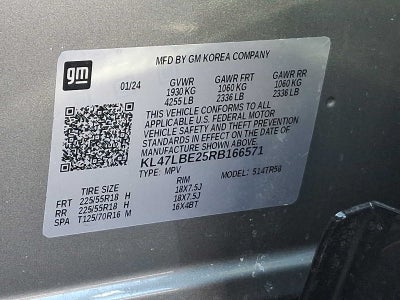 gm
MFD BY GM KOREA COMPANY
01/24 GVWR GAWR FRT GAWR RR
1930 KG 1060 KG 1060 KG
4255 LB 2336 LB 2336 LB
THIS VEHICLE CONFORMS TO ALL
APPLICABLE U.S. FEDERAL MOTOR
VEHICLE SAFETY AND BUMPER
STANDARDS IN EFFECT ON THE DATE OF
MANUFACTURE SHOWN ABOVE.
KL47LBE25RB166571
TYPE: MPV MODEL: 5147R58
TIRE SIZE RIM
FRT 225/55R18 H 18X7.5J
RR 225/55R18 H 18X7.5J
SPA T125/70R16 M 16X4BT